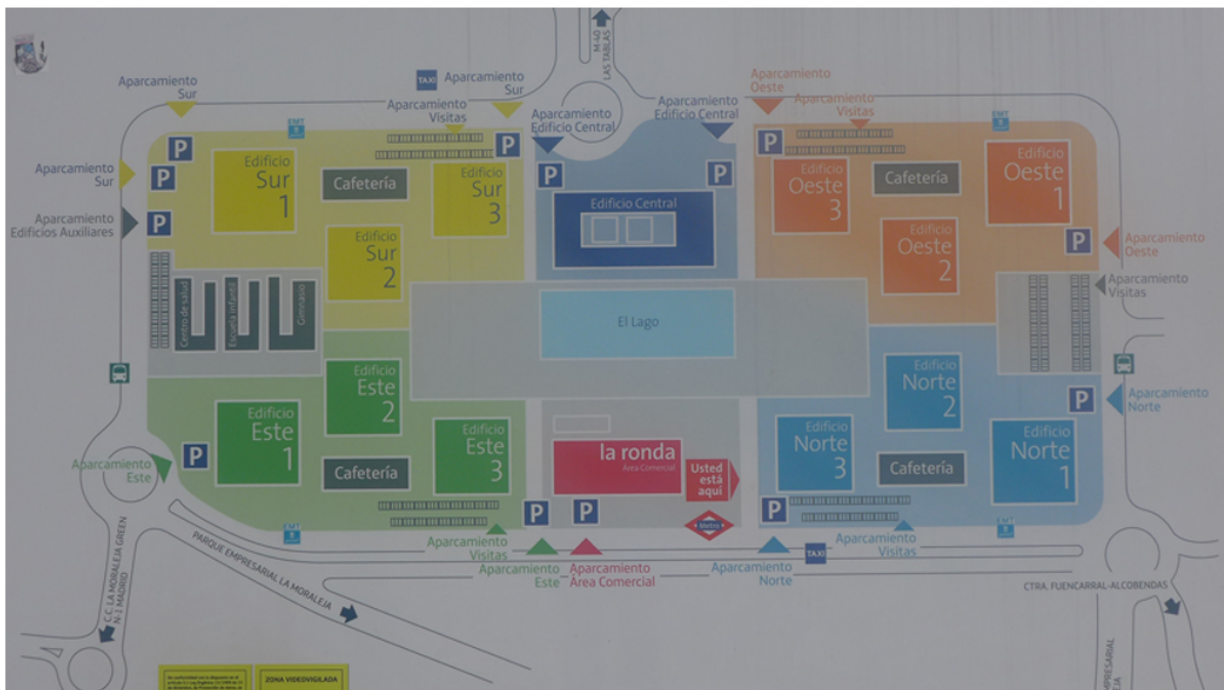 M-40
LAS TABLAS
Aparcamiento
Sur
TAXI
Aparcamiento
Sur
Aparcamiento
Visitas
Aparcamiento
Edificio Central
Aparcamiento
Edificio Central
Aparcamiento
Oeste
Aparcamiento
Visitas
EMT
EMT
P
P
P
P
P
Edificio
Sur
1
Cafetería
Edificio
Sur
3
Edificio Central
Edificio
Oeste
3
Cafetería
Edificio
Oeste
1
Aparcamiento
Sur
P
Aparcamiento
Edificios Auxiliares
P
Edificio
Sur
2
Edificio
Oeste
2
P
Aparcamiento
Oeste
Aparcamiento
Visitas
Centro de salud
Escuela infantil
Gimnasio
El Lago
Edificio
Este
2
Edificio
Norte
2
P
Aparcamiento
Norte
Edificio
Este
1
Edificio
Este
3
la ronda
Área Comercial
Usted
está
aquí
Edificio
Norte
3
Edificio
Norte
1
P
Aparcamiento
Este
Cafetería
Cafetería
P
P
P
Metro
EMT
EMT
Aparcamiento
Visitas
Aparcamiento
Este
Aparcamiento
Área Comercial
Aparcamiento
Norte
TAXI
Aparcamiento
Visitas
PARQUE EMPRESARIAL LA MORALEJA
C.C. LA MORALEJA GREEN
N-1 MADRID
CTRA. FUENCARRAL-ALCOBENDAS
ZONA VIDEOVIGILADA